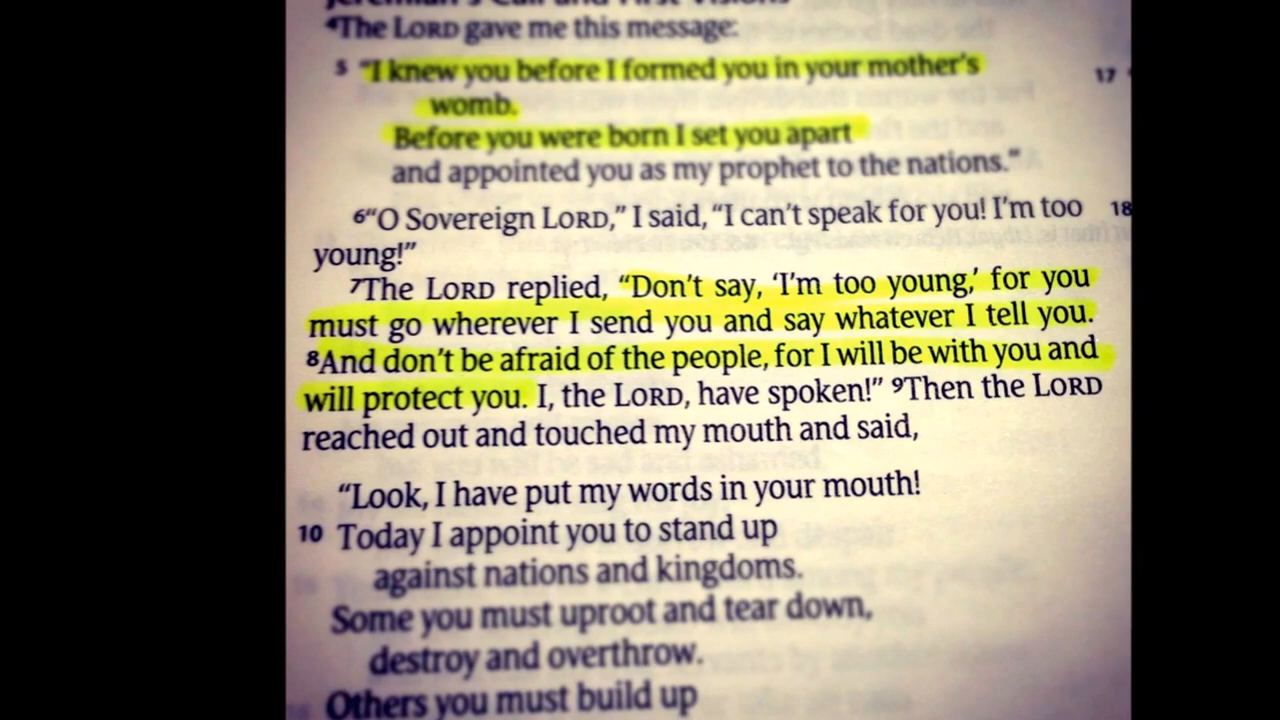 Jeremiah's Call and First Visions
4The LORD gave me this message:
5 "I knew you before I formed you in your mother's
womb.
Before you were born I set you apart
and appointed you as my prophet to the nations."
6"O Sovereign LORD," I said, "I can't speak for you! I'm too
young!"
7The LORD replied, "Don't say, 'I'm too young,' for you
must go wherever I send you and say whatever I tell you.
8And don't be afraid of the people, for I will be with you and
will protect you. I, the LORD, have spoken!" 9Then the LORD
reached out and touched my mouth and said,
"Look, I have put my words in your mouth!
10 Today I appoint you to stand up
against nations and kingdoms.
Some you must uproot and tear down,
destroy and overthrow.
Others you must build up
17
18